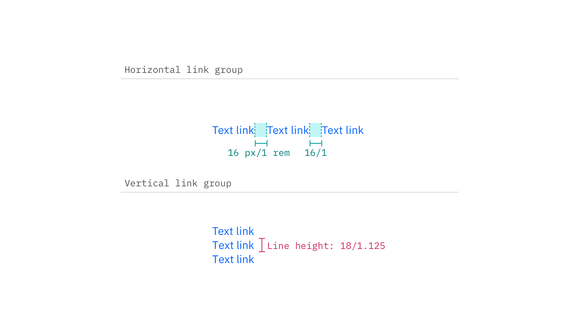 Horizontal link group
Text link Text link Text link
16 px/1 rem 16/1
Vertical link group
Text link
Text link Line height: 18/1.125
Text link